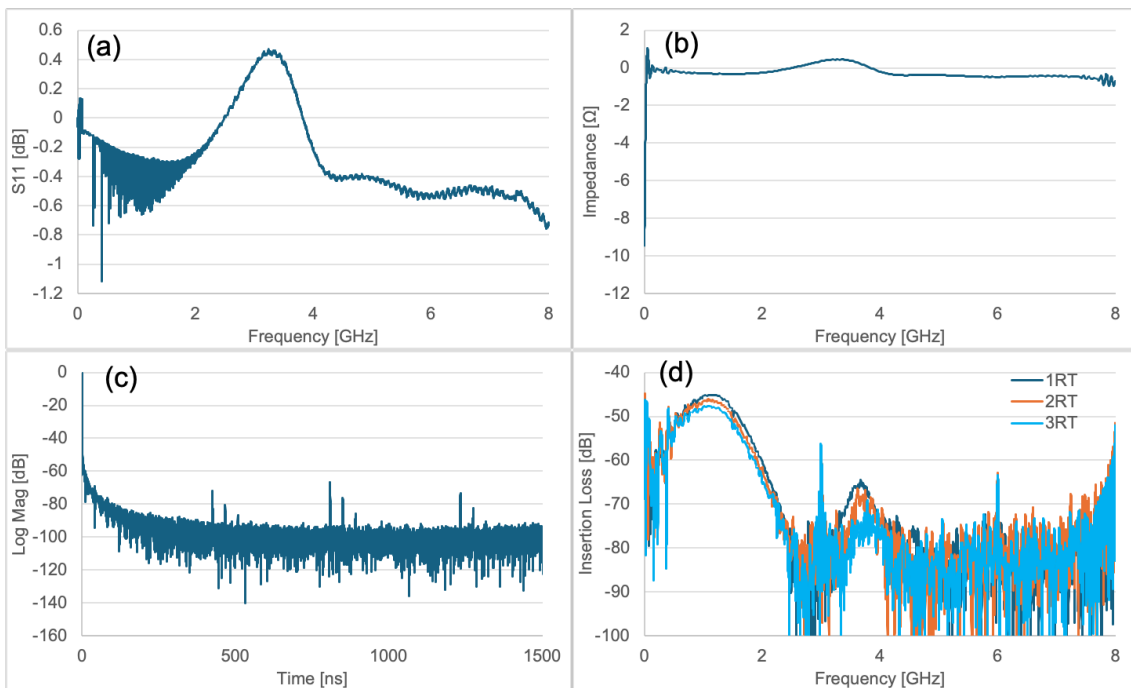 (a)
0.6
0.4
0.2
0
-0.2
-0.4
-0.6
-0.8
-1
-1.2
S11 [dB]
0 2 4 6 8
Frequency [GHz]
(b)
2
0
-2
-4
-6
-8
-10
-12
Impedance [Ω]
0 2 4 6 8
Frequency [GHz]
(c)
0
-20
-40
-60
-80
-100
-120
-140
-160
Log Mag [dB]
0 500 1000 1500
Time [ns]
(d)
1RT
2RT
3RT
-40
-50
-60
-70
-80
-90
-100
Insertion Loss [dB]
0 2 4 6 8
Frequency [GHz]